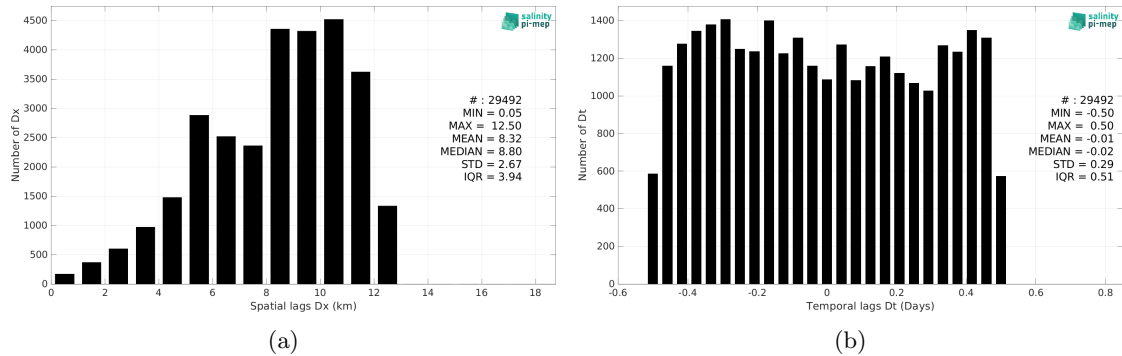 4500
4000
3500
3000
2500
2000
1500
1000
500
0
Number of Dx
salinity
pi-mep
# : 29492
MIN = 0.05
MAX = 12.50
MEAN = 8.32
MEDIAN = 8.80
STD = 2.67
IQR = 3.94
0 2 4 6 8 10 12 14 16 18
Spatial lags Dx (km)
(a)
1400
1200
1000
800
600
400
200
0
Number of Dt
salinity
pi-mep
# : 29492
MIN = -0.50
MAX = 0.50
MEAN = -0.01
MEDIAN = -0.02
STD = 0.29
IQR = 0.51
-0.6 -0.4 -0.2 0 0.2 0.4 0.6 0.8
Temporal lags Dt (Days)
(b)